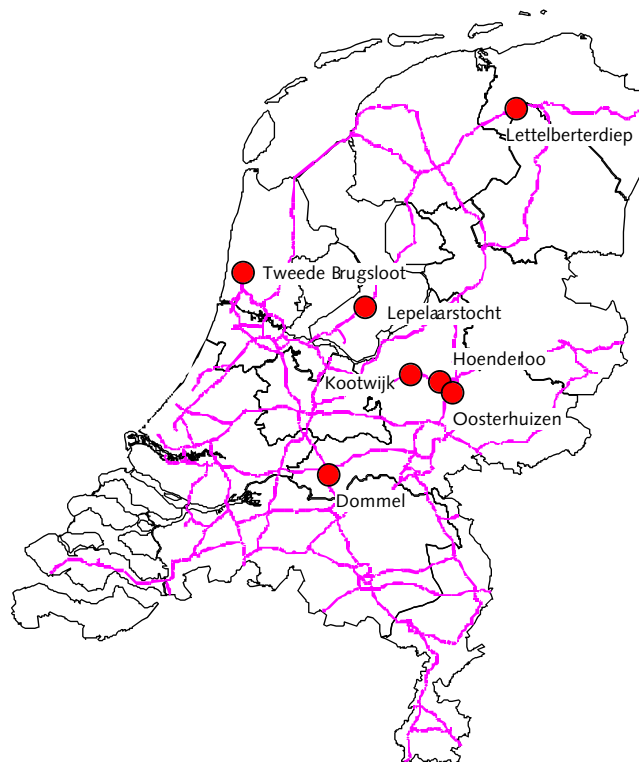 Lettelberterdiep
Tweede Brugsloot
Lepelaarstocht
Hoenderloo
Kootwijk
Oosterhuizen
Dommel